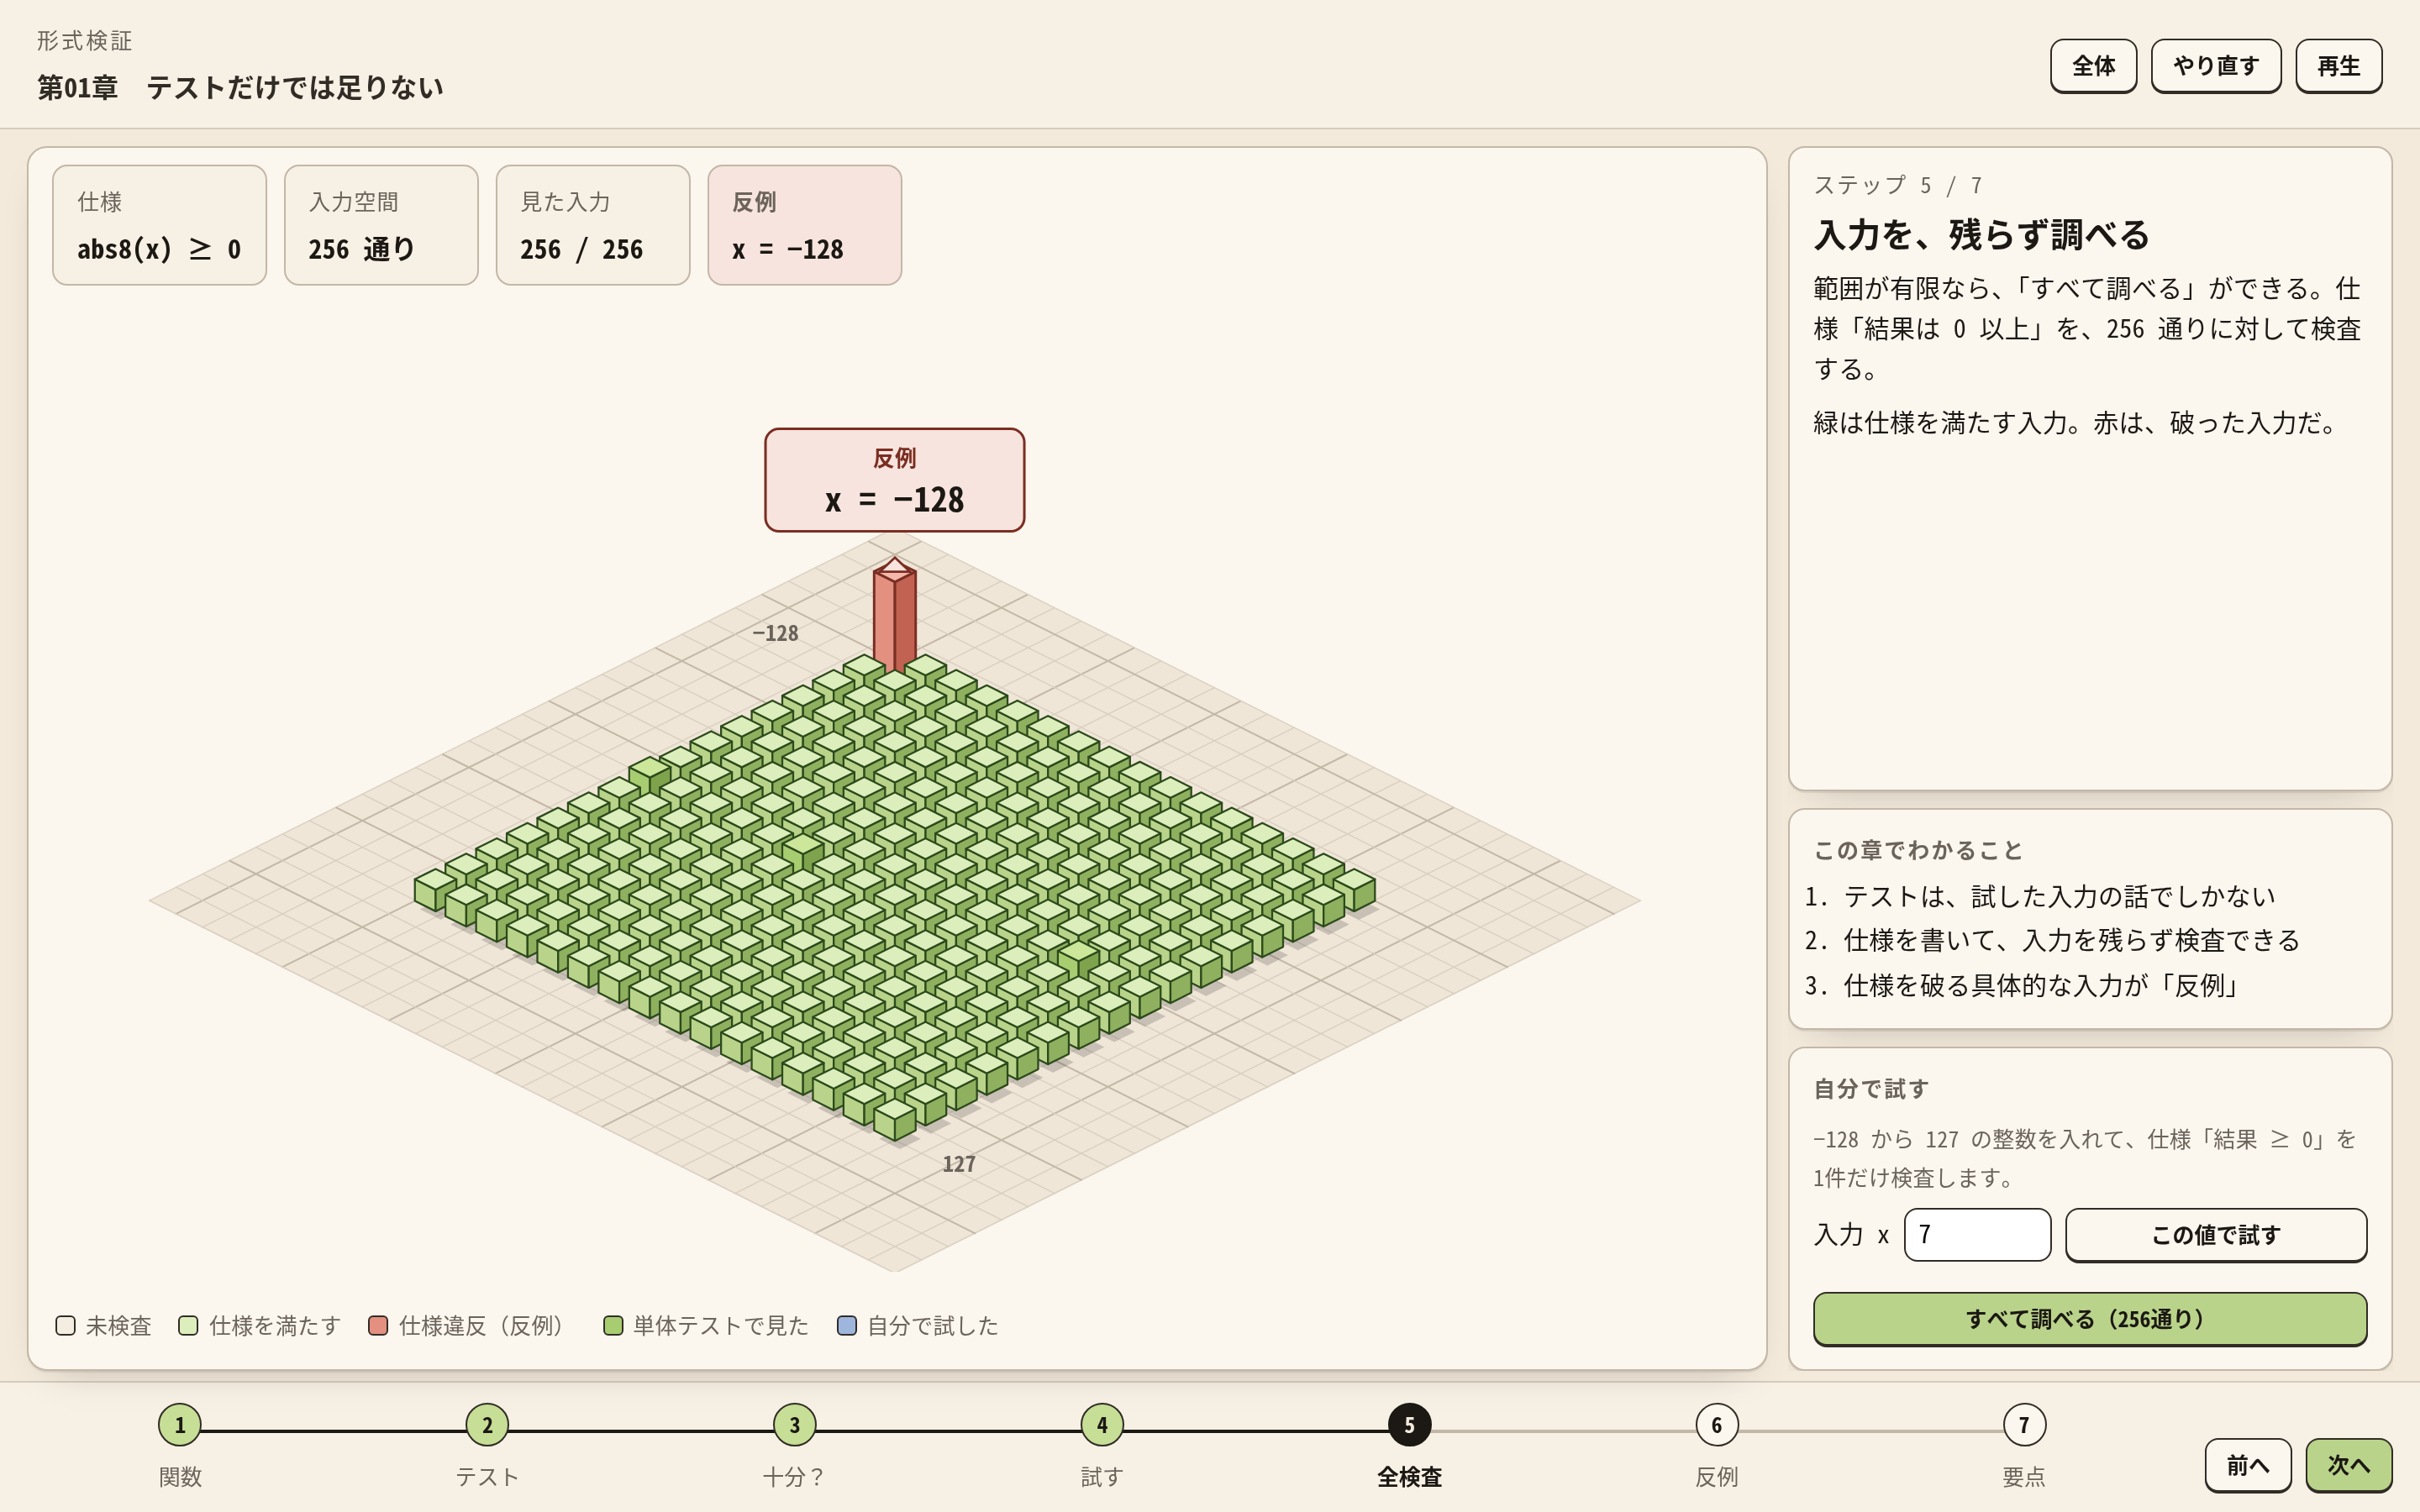 形式検証
第01章　テストだけでは足りない
全体
やり直す
再生
仕様
abs8(x) ≥ 0
入力空間
256 通り
見た入力
256 / 256
反例
x = −128
反例
x = −128
−128
127
未検査
仕様を満たす
仕様違反（反例）
単体テストで見た
自分で試した
ステップ 5 / 7
入力を、残らず調べる
範囲が有限なら、「すべて調べる」ができる。仕
様「結果は 0 以上」を、256 通りに対して検査
する。
緑は仕様を満たす入力。赤は、破った入力だ。
この章でわかること
1. テストは、試した入力の話でしかない
2. 仕様を書いて、入力を残らず検査できる
3. 仕様を破る具体的な入力が「反例」
自分で試す
−128 から 127 の整数を入れて、仕様「結果 ≥ 0」を
1件だけ検査します。
入力 x
7
この値で試す
すべて調べる（256通り）
1
関数
2
テスト
3
十分？
4
試す
5
全検査
6
反例
7
要点
前へ
次へ